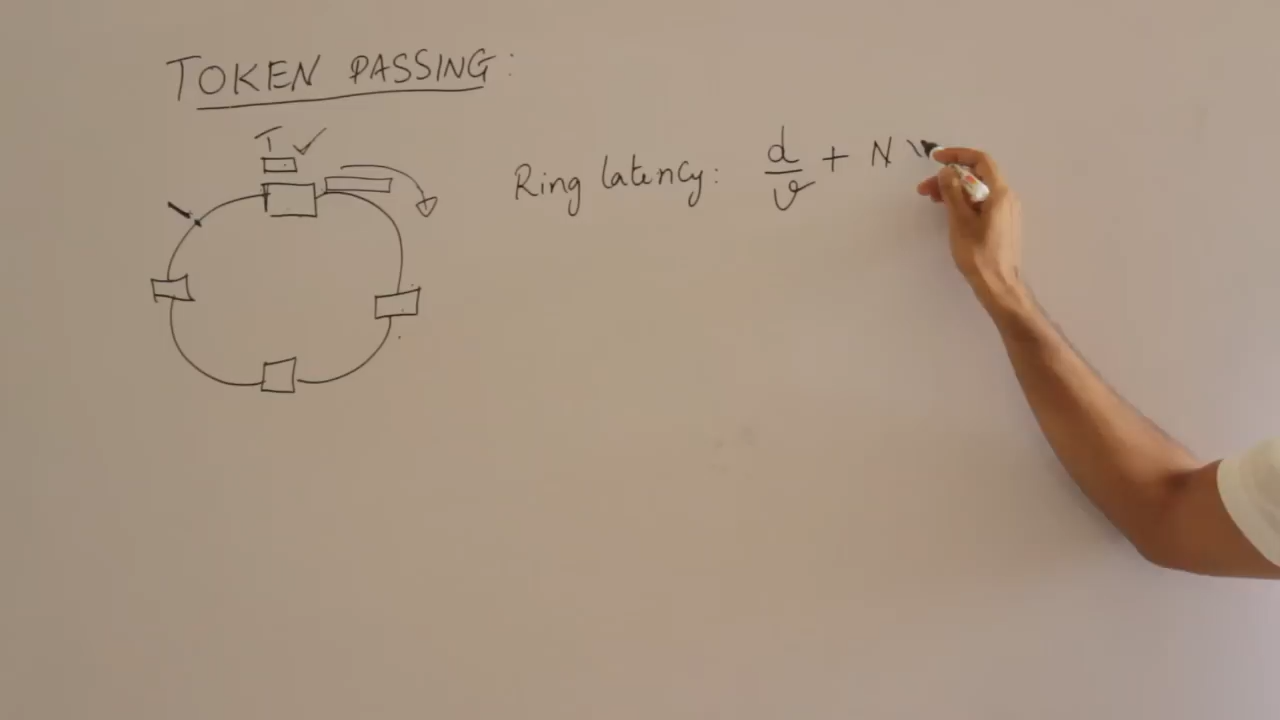 TOKEN PASSING:
T ✓
Ring latency: d/v + N